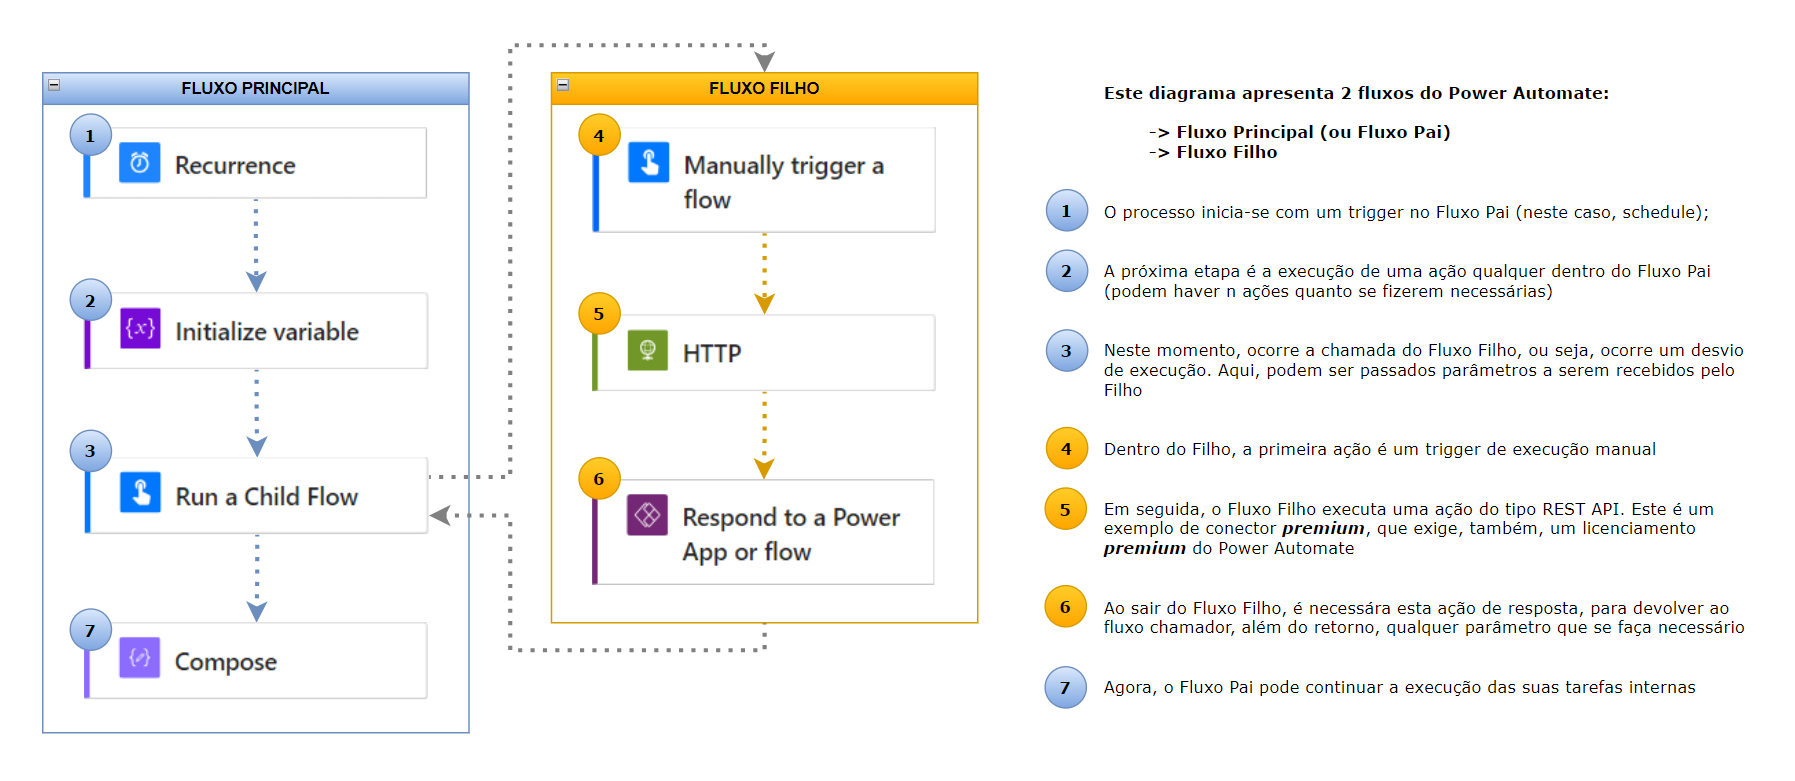 FLUXO PRINCIPAL
1
Recurrence
2
{x}
Initialize variable
3
Run a Child Flow
7
Compose
FLUXO FILHO
4
Manually trigger a
flow
5
HTTP
6
Respond to a Power
App or flow
Este diagrama apresenta 2 fluxos do Power Automate:
-> Fluxo Principal (ou Fluxo Pai)
-> Fluxo Filho
1
O processo inicia-se com um trigger no Fluxo Pai (neste caso, schedule);
2
A próxima etapa é a execução de uma ação qualquer dentro do Fluxo Pai
(podem haver n ações quanto se fizerem necessárias)
3
Neste momento, ocorre a chamada do Fluxo Filho, ou seja, ocorre um desvio
de execução. Aqui, podem ser passados parâmetros a serem recebidos pelo
Filho
4
Dentro do Filho, a primeira ação é um trigger de execução manual
5
Em seguida, o Fluxo Filho executa uma ação do tipo REST API. Este é um
exemplo de conector premium, que exige, também, um licenciamento
premium do Power Automate
6
Ao sair do Fluxo Filho, é necessára esta ação de resposta, para devolver ao
fluxo chamador, além do retorno, qualquer parâmetro que se faça necessário
7
Agora, o Fluxo Pai pode continuar a execução das suas tarefas internas